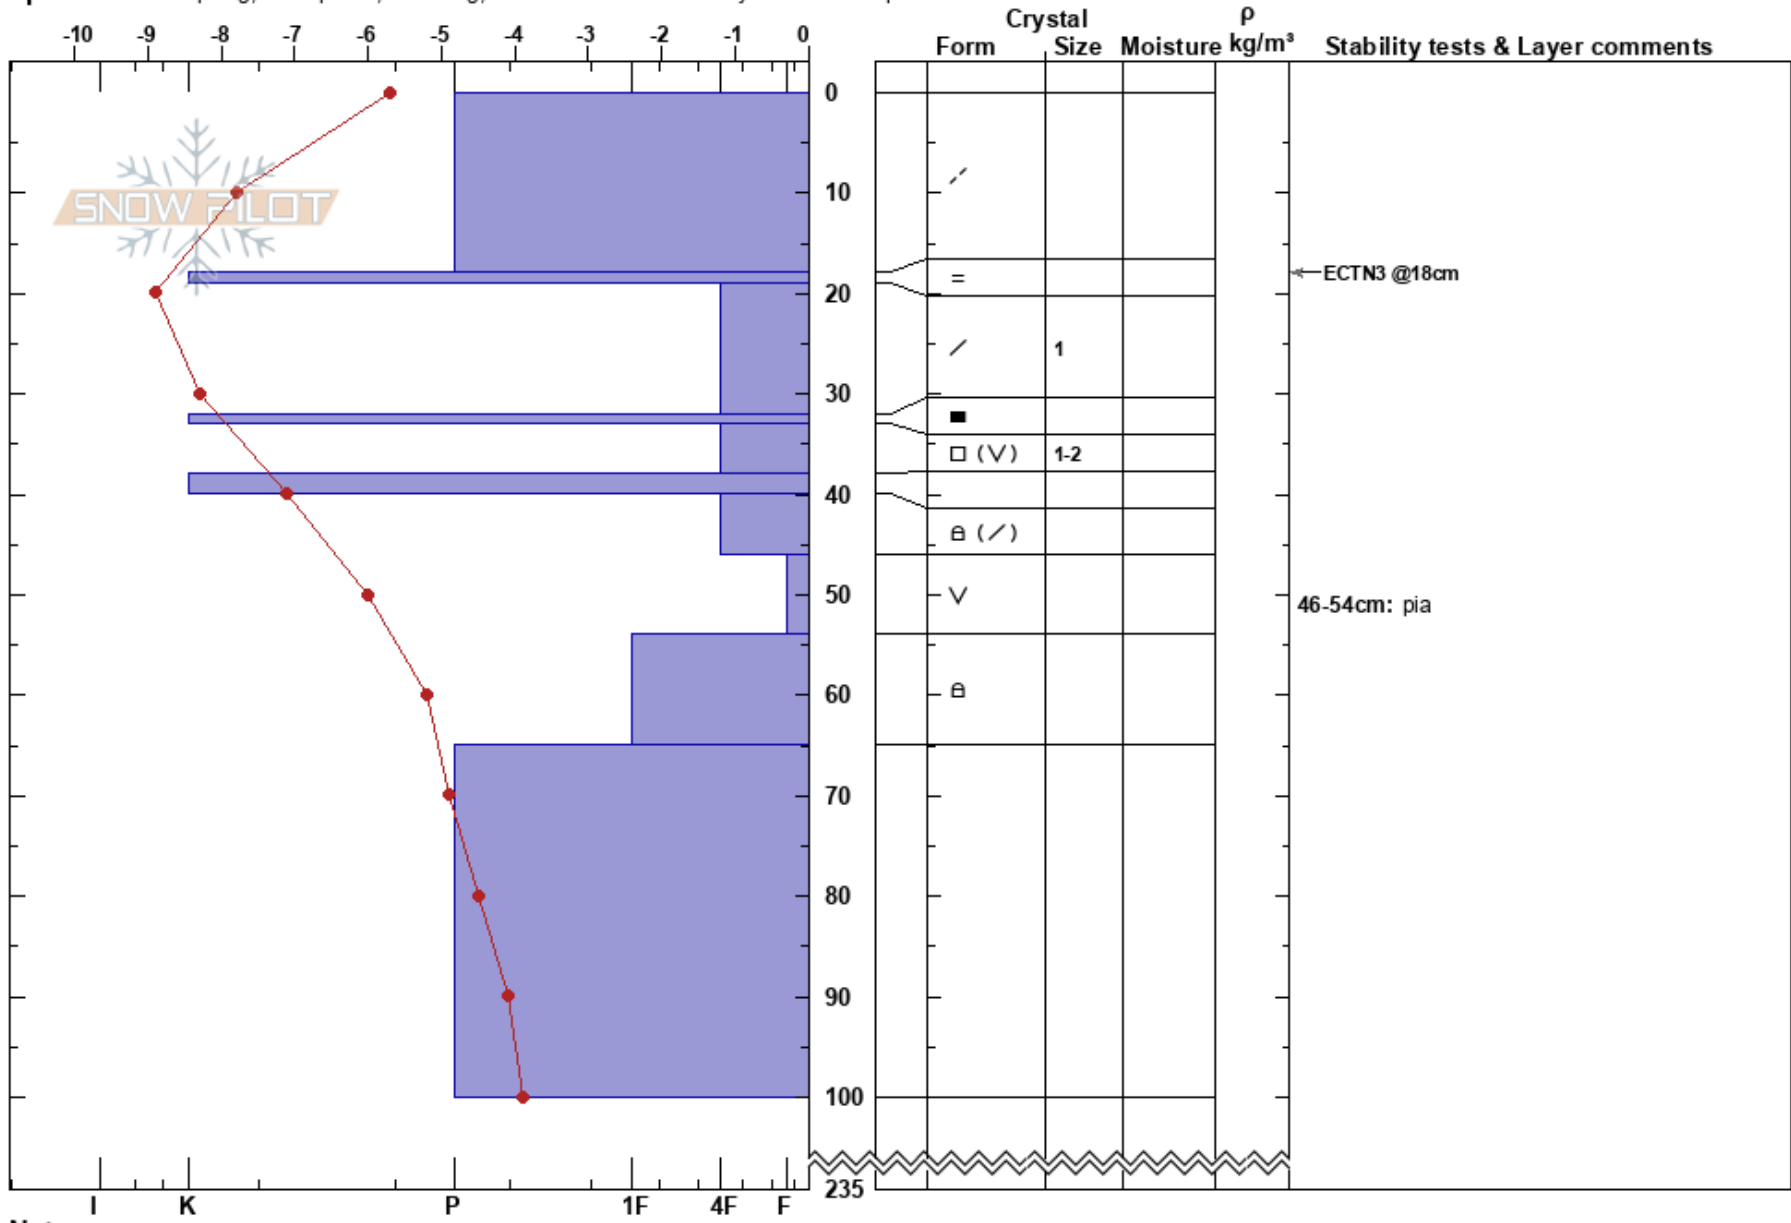 -10 -9 -8 -7 -6 -5 -4 -3 -2 -1 0
Crystal
Form Size Moisture ρ kg/m³ Stability tests & Layer comments
SNOW PILOT
0
10
= ECTN3 @18cm
20
/ 1
30
■
□ (V) 1-2
40
(/)
V
50
46-54cm: pia
60
70
80
90
100
235
I K P 1F 4F F